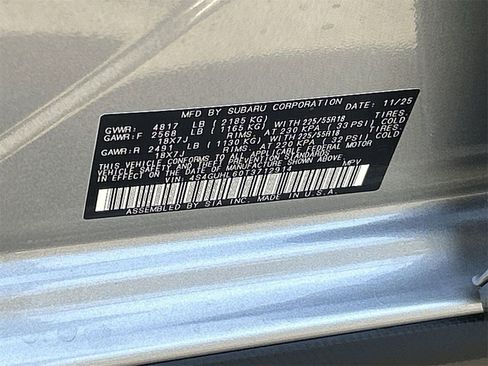 MFD BY SUBARU CORPORATION DATE: 11/25
GVWR: 4817 LB ( 2185 KG)
GAWR:F 2568 LB ( 1165 KG) WITH 225/55R18
18X7J RIMS, AT 230 KPA ( 33 PSI) COLD
GAWR:R 2491 LB ( 1130 KG) WITH 225/55R18
18X7J RIMS, AT 220 KPA ( 32 PSI) COLD
THIS VEHICLE CONFORMS TO ALL APPLICABLE FEDERAL MOTOR
VEHICLE SAFETY, BUMPER, AND THEFT PREVENTION STANDARDS
IN EFFECT ON THE DATE OF MANUFACTURE SHOWN ABOVE.
VIN: 4S4GUHL60T3712914 MPV
ASSEMBLED BY SIA INC. MADE IN U.S.A.